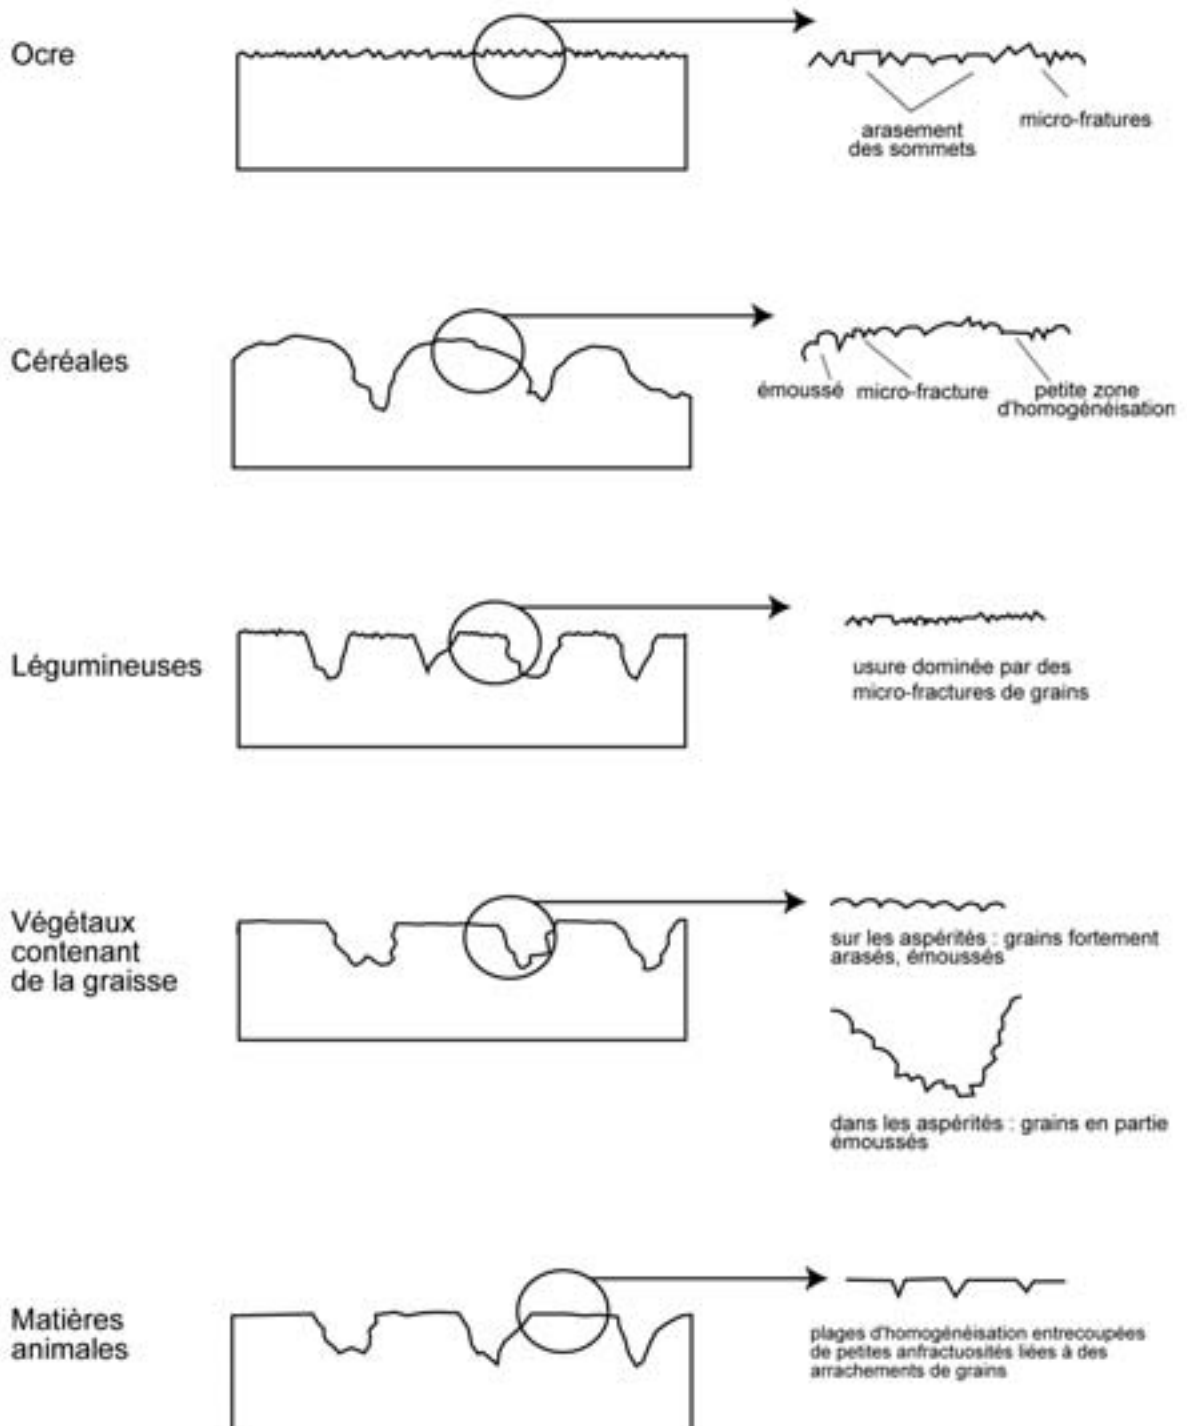 Ocre
arasement
des sommets
micro-fratures
Céréales
émoussé
micro-fracture
petite zone
d'homogénéisation
Légumineuses
usure dominée par des
micro-fractures de grains
Végétaux
contenant
de la graisse
sur les aspérités : grains fortement
arasés, émoussés
dans les aspérités : grains en partie
émoussés
Matières
animales
plages d'homogénéisation entrecoupées
de petites anfractuosités liées à des
arrachements de grains